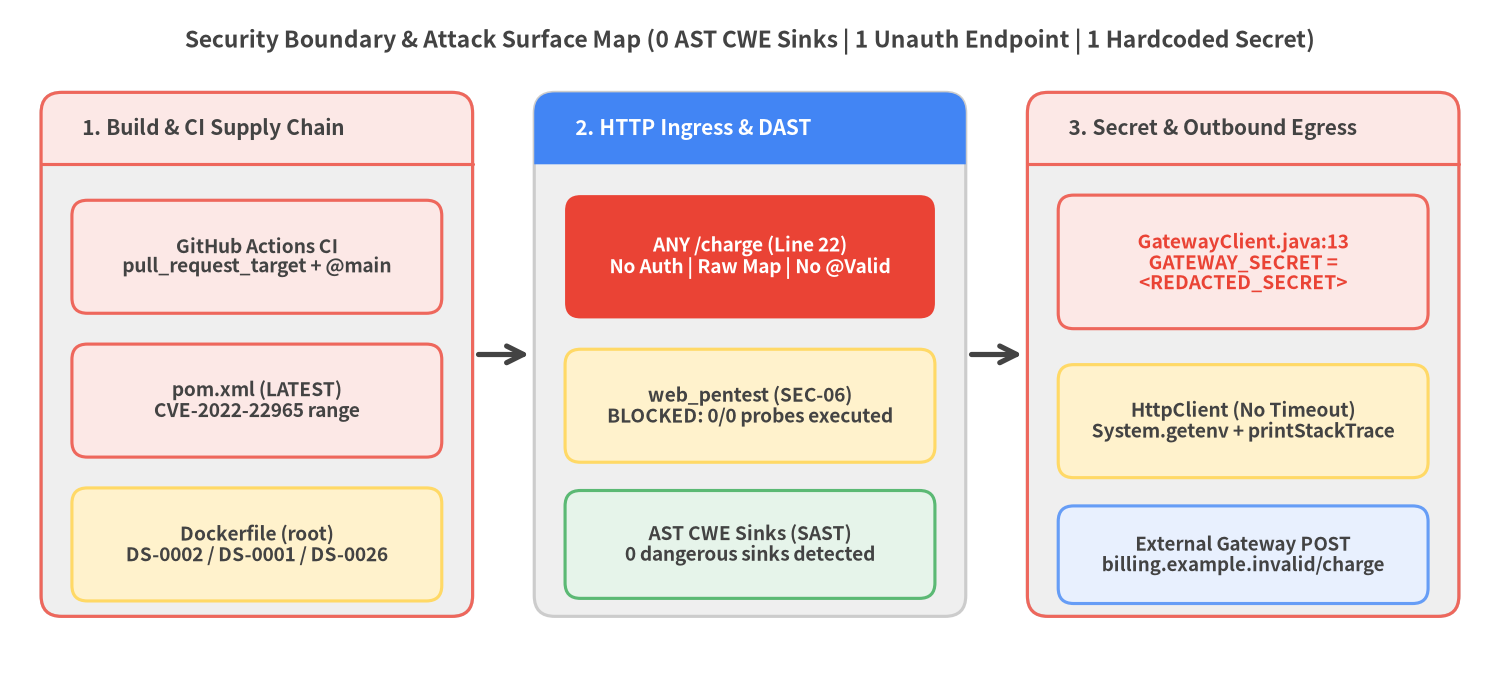 Security Boundary & Attack Surface Map (0 AST CWE Sinks | 1 Unauth Endpoint | 1 Hardcoded Secret)
1. Build & CI Supply Chain
GitHub Actions CI
pull_request_target + @main
pom.xml (LATEST)
CVE-2022-22965 range
Dockerfile (root)
DS-0002 / DS-0001 / DS-0026
2. HTTP Ingress & DAST
ANY /charge (Line 22)
No Auth | Raw Map | No @Valid
web_pentest (SEC-06)
BLOCKED: 0/0 probes executed
AST CWE Sinks (SAST)
0 dangerous sinks detected
3. Secret & Outbound Egress
GatewayClient.java:13
GATEWAY_SECRET =
<REDACTED_SECRET>
HttpClient (No Timeout)
System.getenv + printStackTrace
External Gateway POST
billing.example.invalid/charge